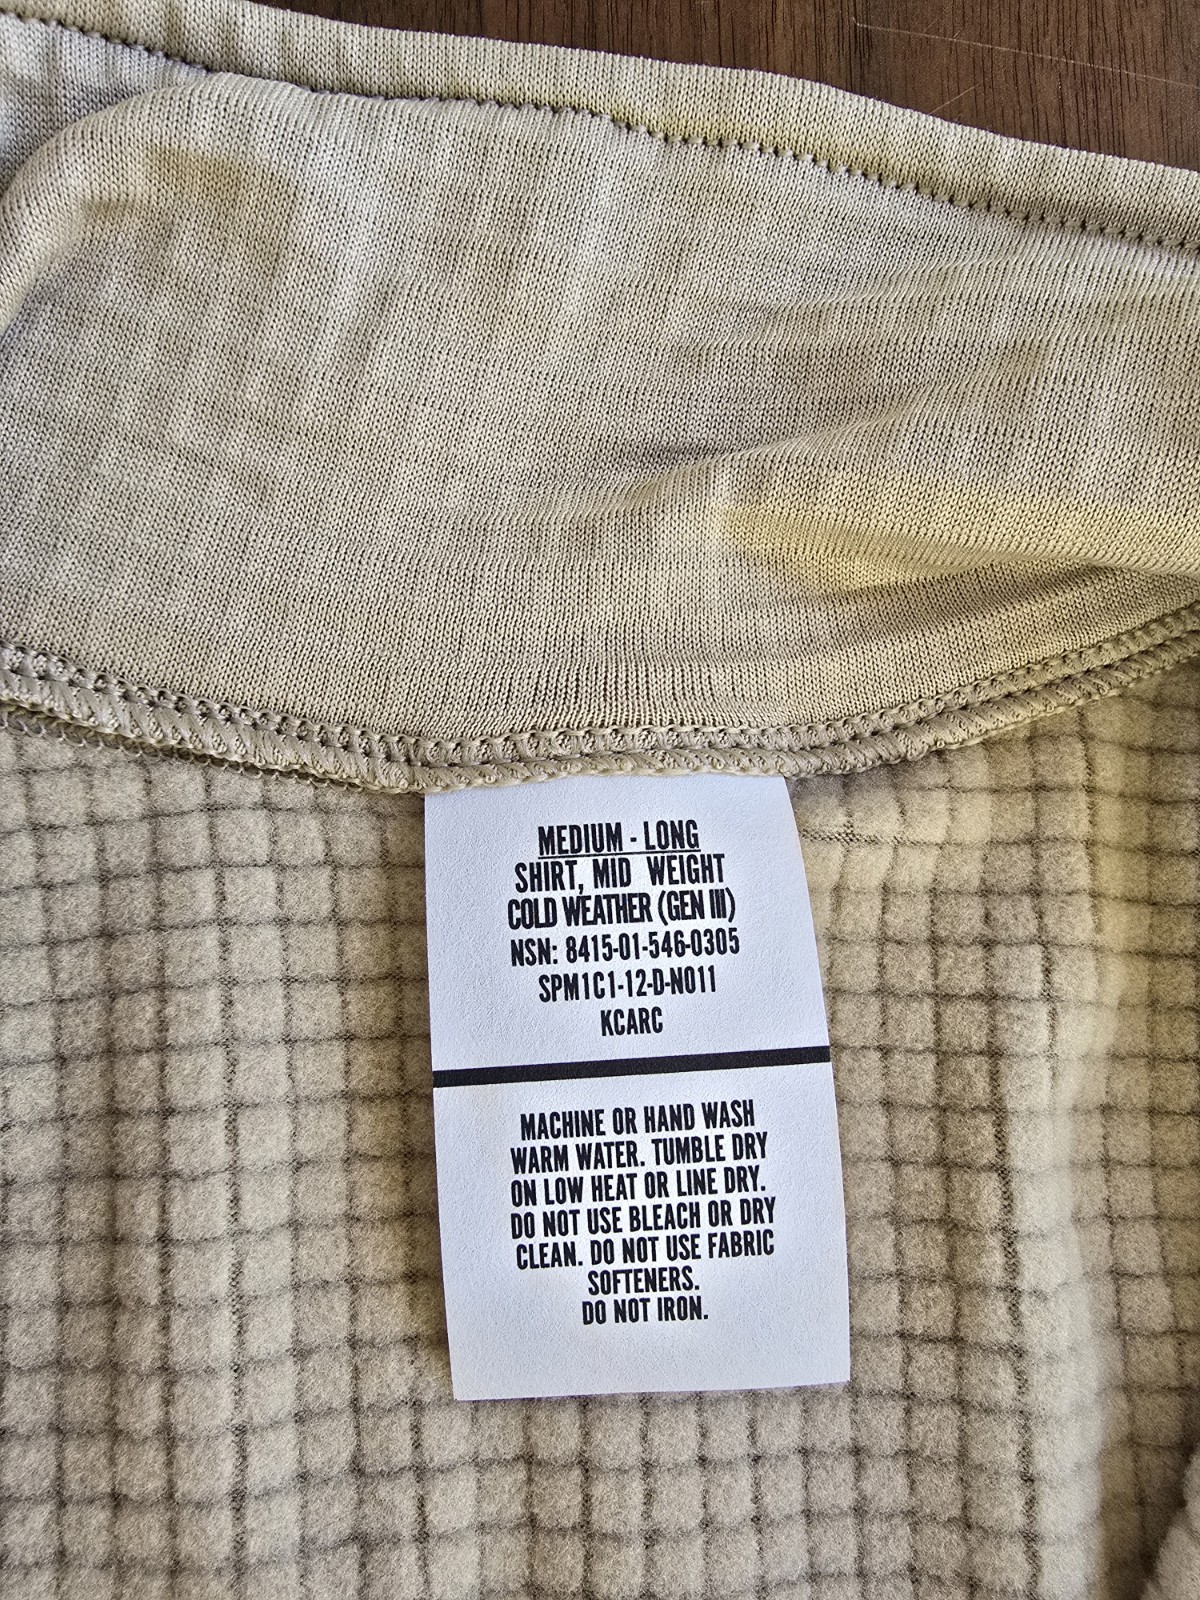 MEDIUM - LONG
SHIRT, MID WEIGHT
COLD WEATHER (GEN III)
NSN: 8415-01-546-0305
SPM1C1-12-D-N011
KCARC
MACHINE OR HAND WASH
WARM WATER. TUMBLE DRY
ON LOW HEAT OR LINE DRY.
DO NOT USE BLEACH OR DRY
CLEAN. DO NOT USE FABRIC
SOFTENERS.
DO NOT IRON.